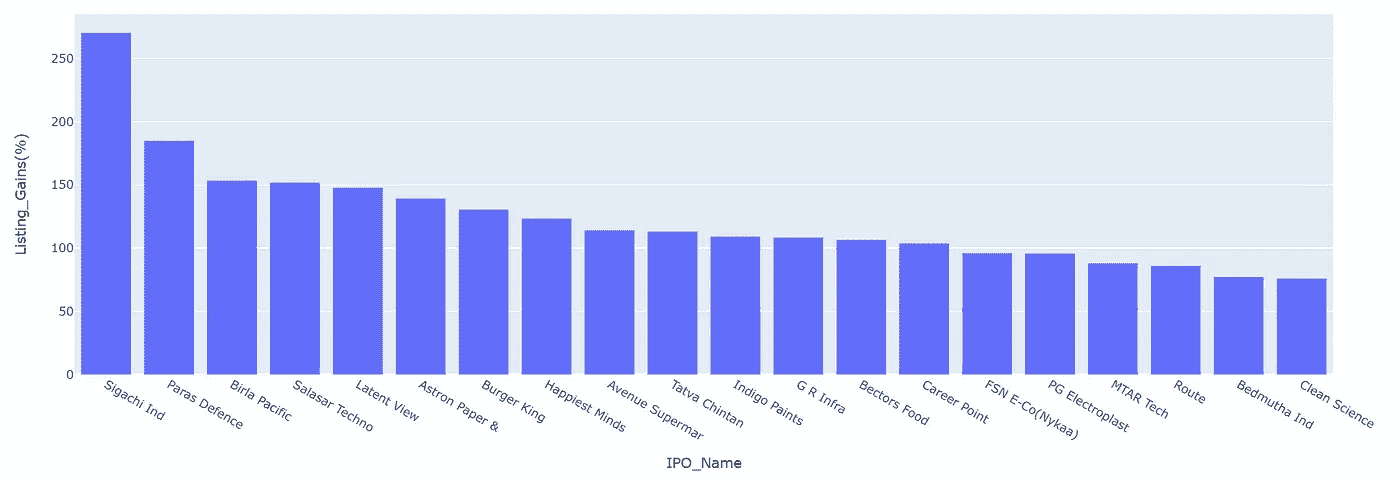 Listing_Gains(%)
250
200
150
100
50
0
Sigachi Ind
Paras Defence
Birla Pacific
Salasar Techno
Latent View
Astron Paper &
Burger King
Happiest Minds
Avenue Supermar
Tatva Chintan
Indigo Paints
G R Infra
Bectors Food
Career Point
FSN E-Co(Nykaa)
PG Electroplast
MTAR Tech
Route
Bedmutha Ind
Clean Science
IPO_Name